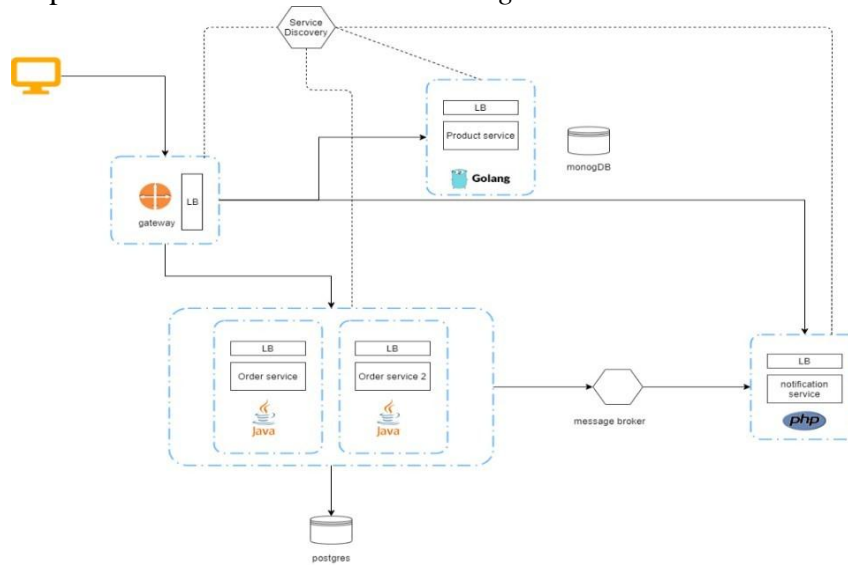 Service
Discovery
LB
Product service
Golang
monogDB
LB
gateway
LB
Order service
Java
LB
Order service 2
Java
message broker
LB
notification
service
php
postgres